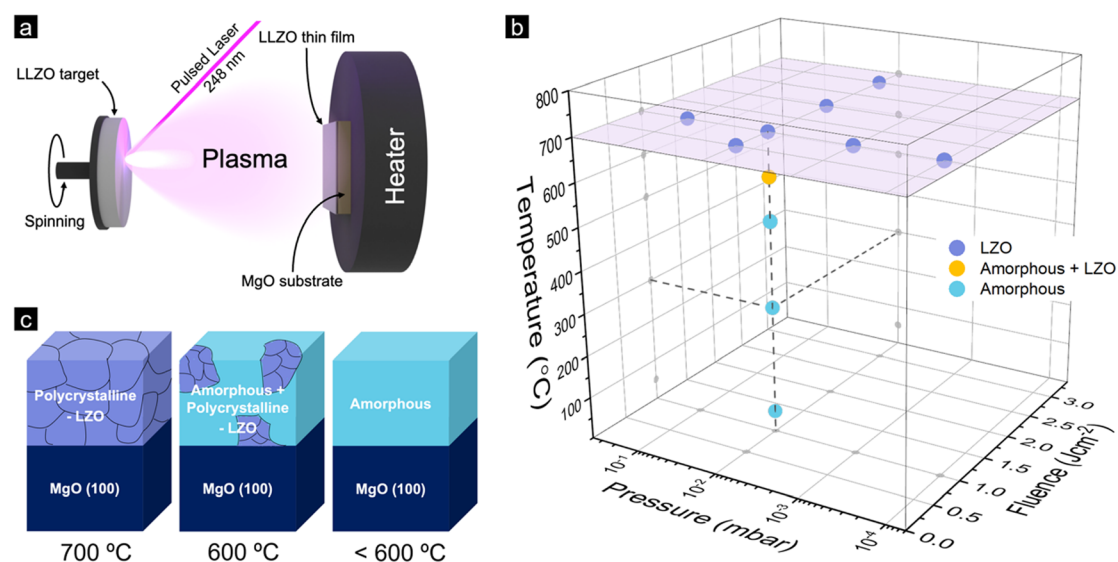 a
LLZO target
Pulsed Laser
248 nm
LLZO thin film
Plasma
Heater
Spinning
MgO substrate
b
800
700
600
500
400
300
200
100
Temperature (°C)
10-1
10-2
10-3
10-4
Pressure (mbar)
0.0
0.5
1.0
1.5
2.0
2.5
3.0
Fluence (Jcm-2)
LZO
Amorphous + LZO
Amorphous
c
Polycrystalline
- LZO
MgO (100)
700 ºC
Amorphous +
Polycrystalline
- LZO
MgO (100)
600 ºC
Amorphous
MgO (100)
< 600 ºC